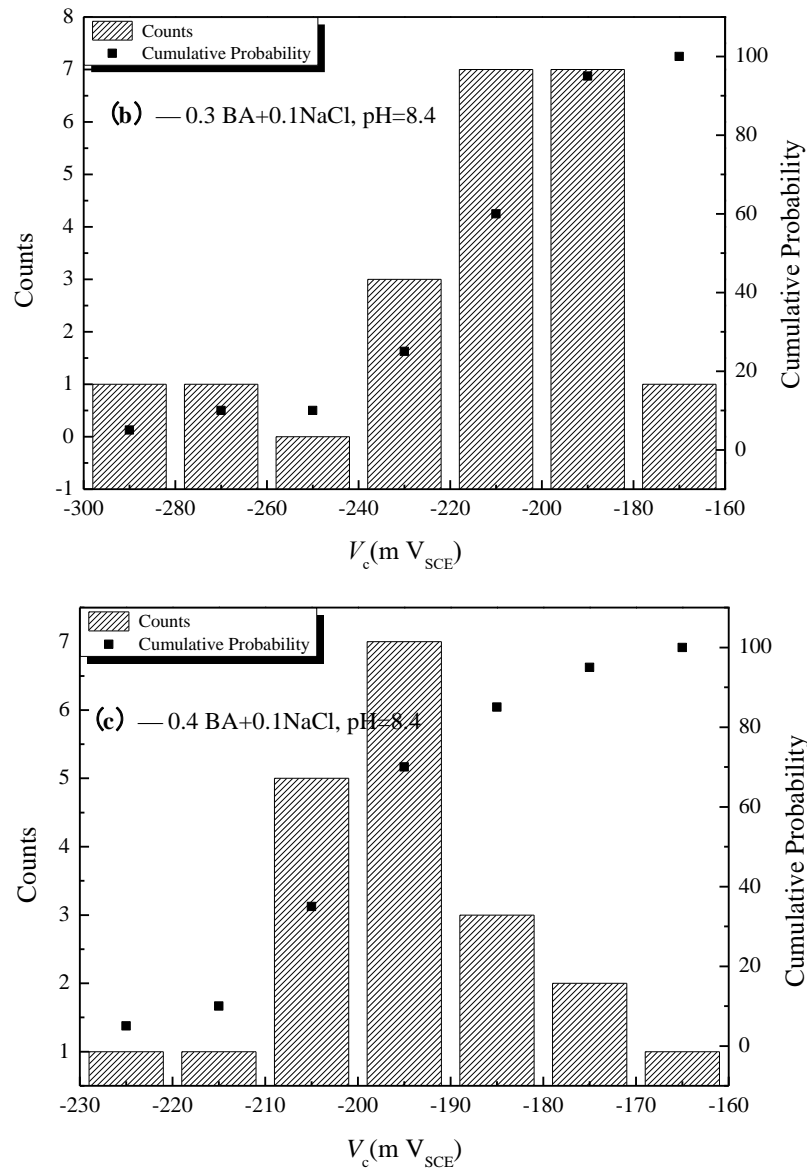 Counts
Cumulative Probability
(b) — 0.3 BA+0.1NaCl, pH=8.4
8
7
6
5
4
3
2
1
0
-1
Counts
100
80
60
40
20
0
Cumulative Probability
-300 -280 -260 -240 -220 -200 -180 -160
Vc(m VSCE)
Counts
Cumulative Probability
(c) — 0.4 BA+0.1NaCl, pH=8.4
7
6
5
4
3
2
1
Counts
100
80
60
40
20
0
Cumulative Probability
-230 -220 -210 -200 -190 -180 -170 -160
Vc(m VSCE)